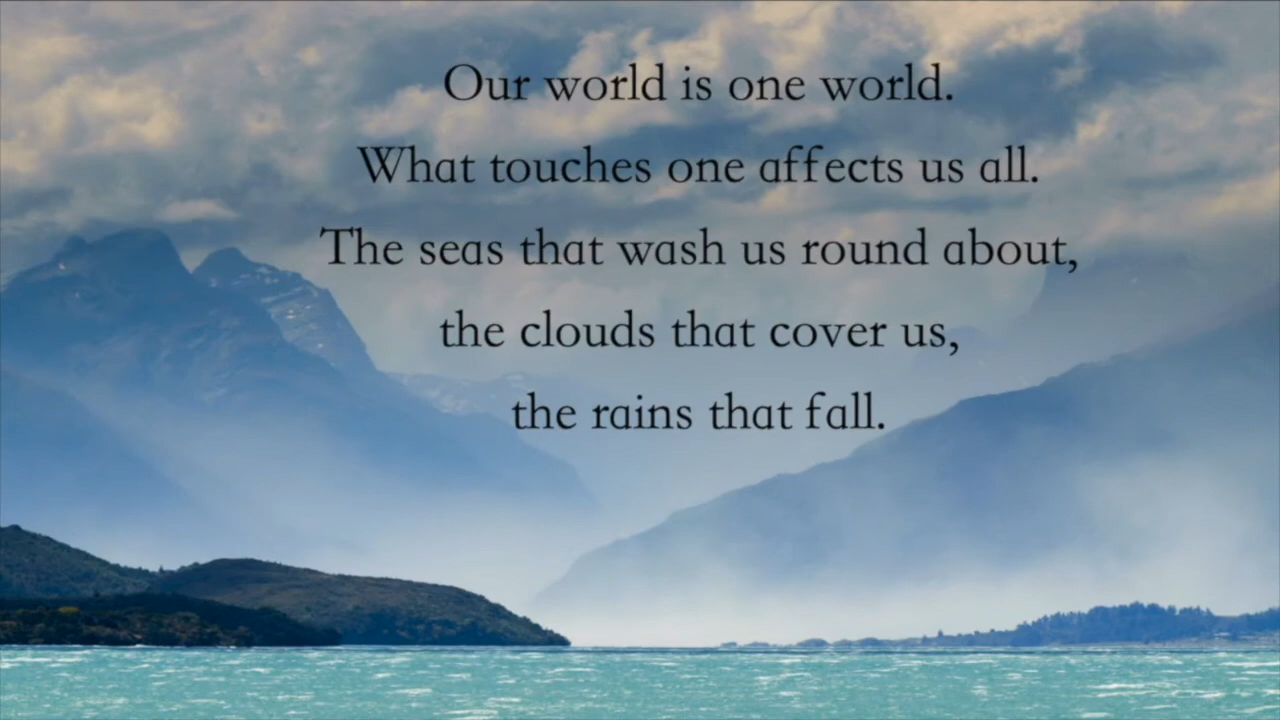 Our world is one world.
What touches one affects us all.
The seas that wash us round about,
the clouds that cover us,
the rains that fall.